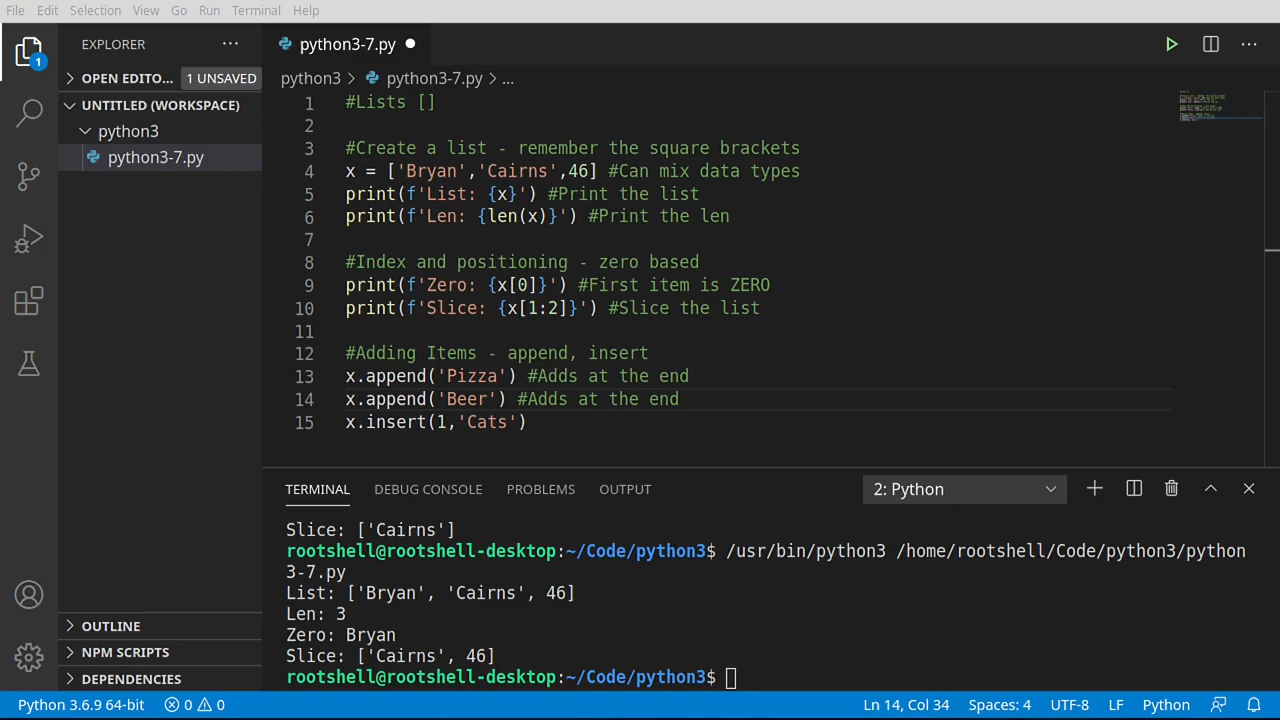 File Edit Selection View Go Run Terminal Help
EXPLORER
OPEN EDITO... 1 UNSAVED
UNTITLED (WORKSPACE)
python3
python3-7.py
OUTLINE
NPM SCRIPTS
DEPENDENCIES
1
python3-7.py
python3 > python3-7.py > ...
1 #Lists []
2
3 #Create a list - remember the square brackets
4 x = ['Bryan','Cairns',46] #Can mix data types
5 print(f'List: {x}') #Print the list
6 print(f'Len: {len(x)}') #Print the len
7
8 #Index and positioning - zero based
9 print(f'Zero: {x[0]}') #First item is ZERO
10 print(f'Slice: {x[1:2]}') #Slice the list
11
12 #Adding Items - append, insert
13 x.append('Pizza') #Adds at the end
14 x.append('Beer') #Adds at the end
15 x.insert(1,'Cats')
TERMINAL DEBUG CONSOLE PROBLEMS OUTPUT 2: Python
Slice: ['Cairns']
rootshell@rootshell-desktop:~/Code/python3$ /usr/bin/python3 /home/rootshell/Code/python3/python
3-7.py
List: ['Bryan', 'Cairns', 46]
Len: 3
Zero: Bryan
Slice: ['Cairns', 46]
rootshell@rootshell-desktop:~/Code/python3$
Python 3.6.9 64-bit 0 0 Ln 14, Col 34 Spaces: 4 UTF-8 LF Python